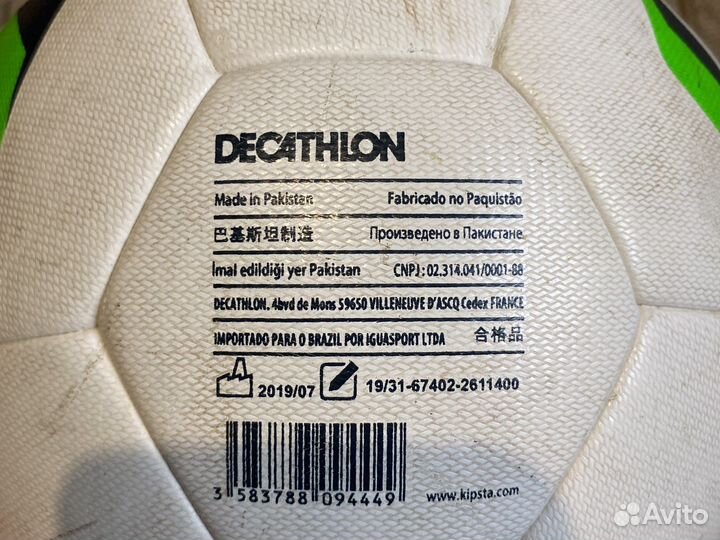 DECATHLON
Made in Pakistan Fabricado no Paquistão
巴基斯坦制造 Произведено в Пакистане
İmal edildiği yer Pakistan CNPJ: 02.314.041/0001-88
DECATHLON. 4bvd de Mons 59650 VILLENEUVE D'ASCQ Cedex FRANCE
IMPORTADO PARA O BRAZIL POR IGUASPORT LTDA 合格品
2019/07 19/31-67402-2611400
3 583788 094449
www.kipsta.com
Avito